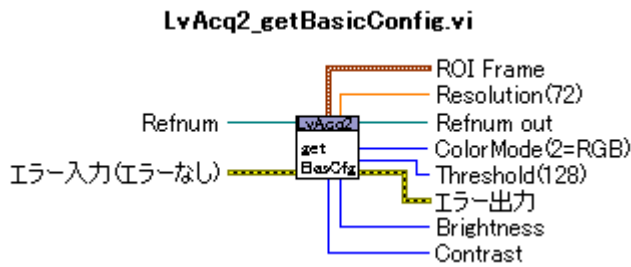 LvAcq2_getBasicConfig.vi
ROI Frame
Resolution(72)
Refnum
LvAcq2
Refnum out
get
ColorMode(2=RGB)
エラー入力(エラーなし)
BasCfg
Threshold(128)
エラー出力
Brightness
Contrast